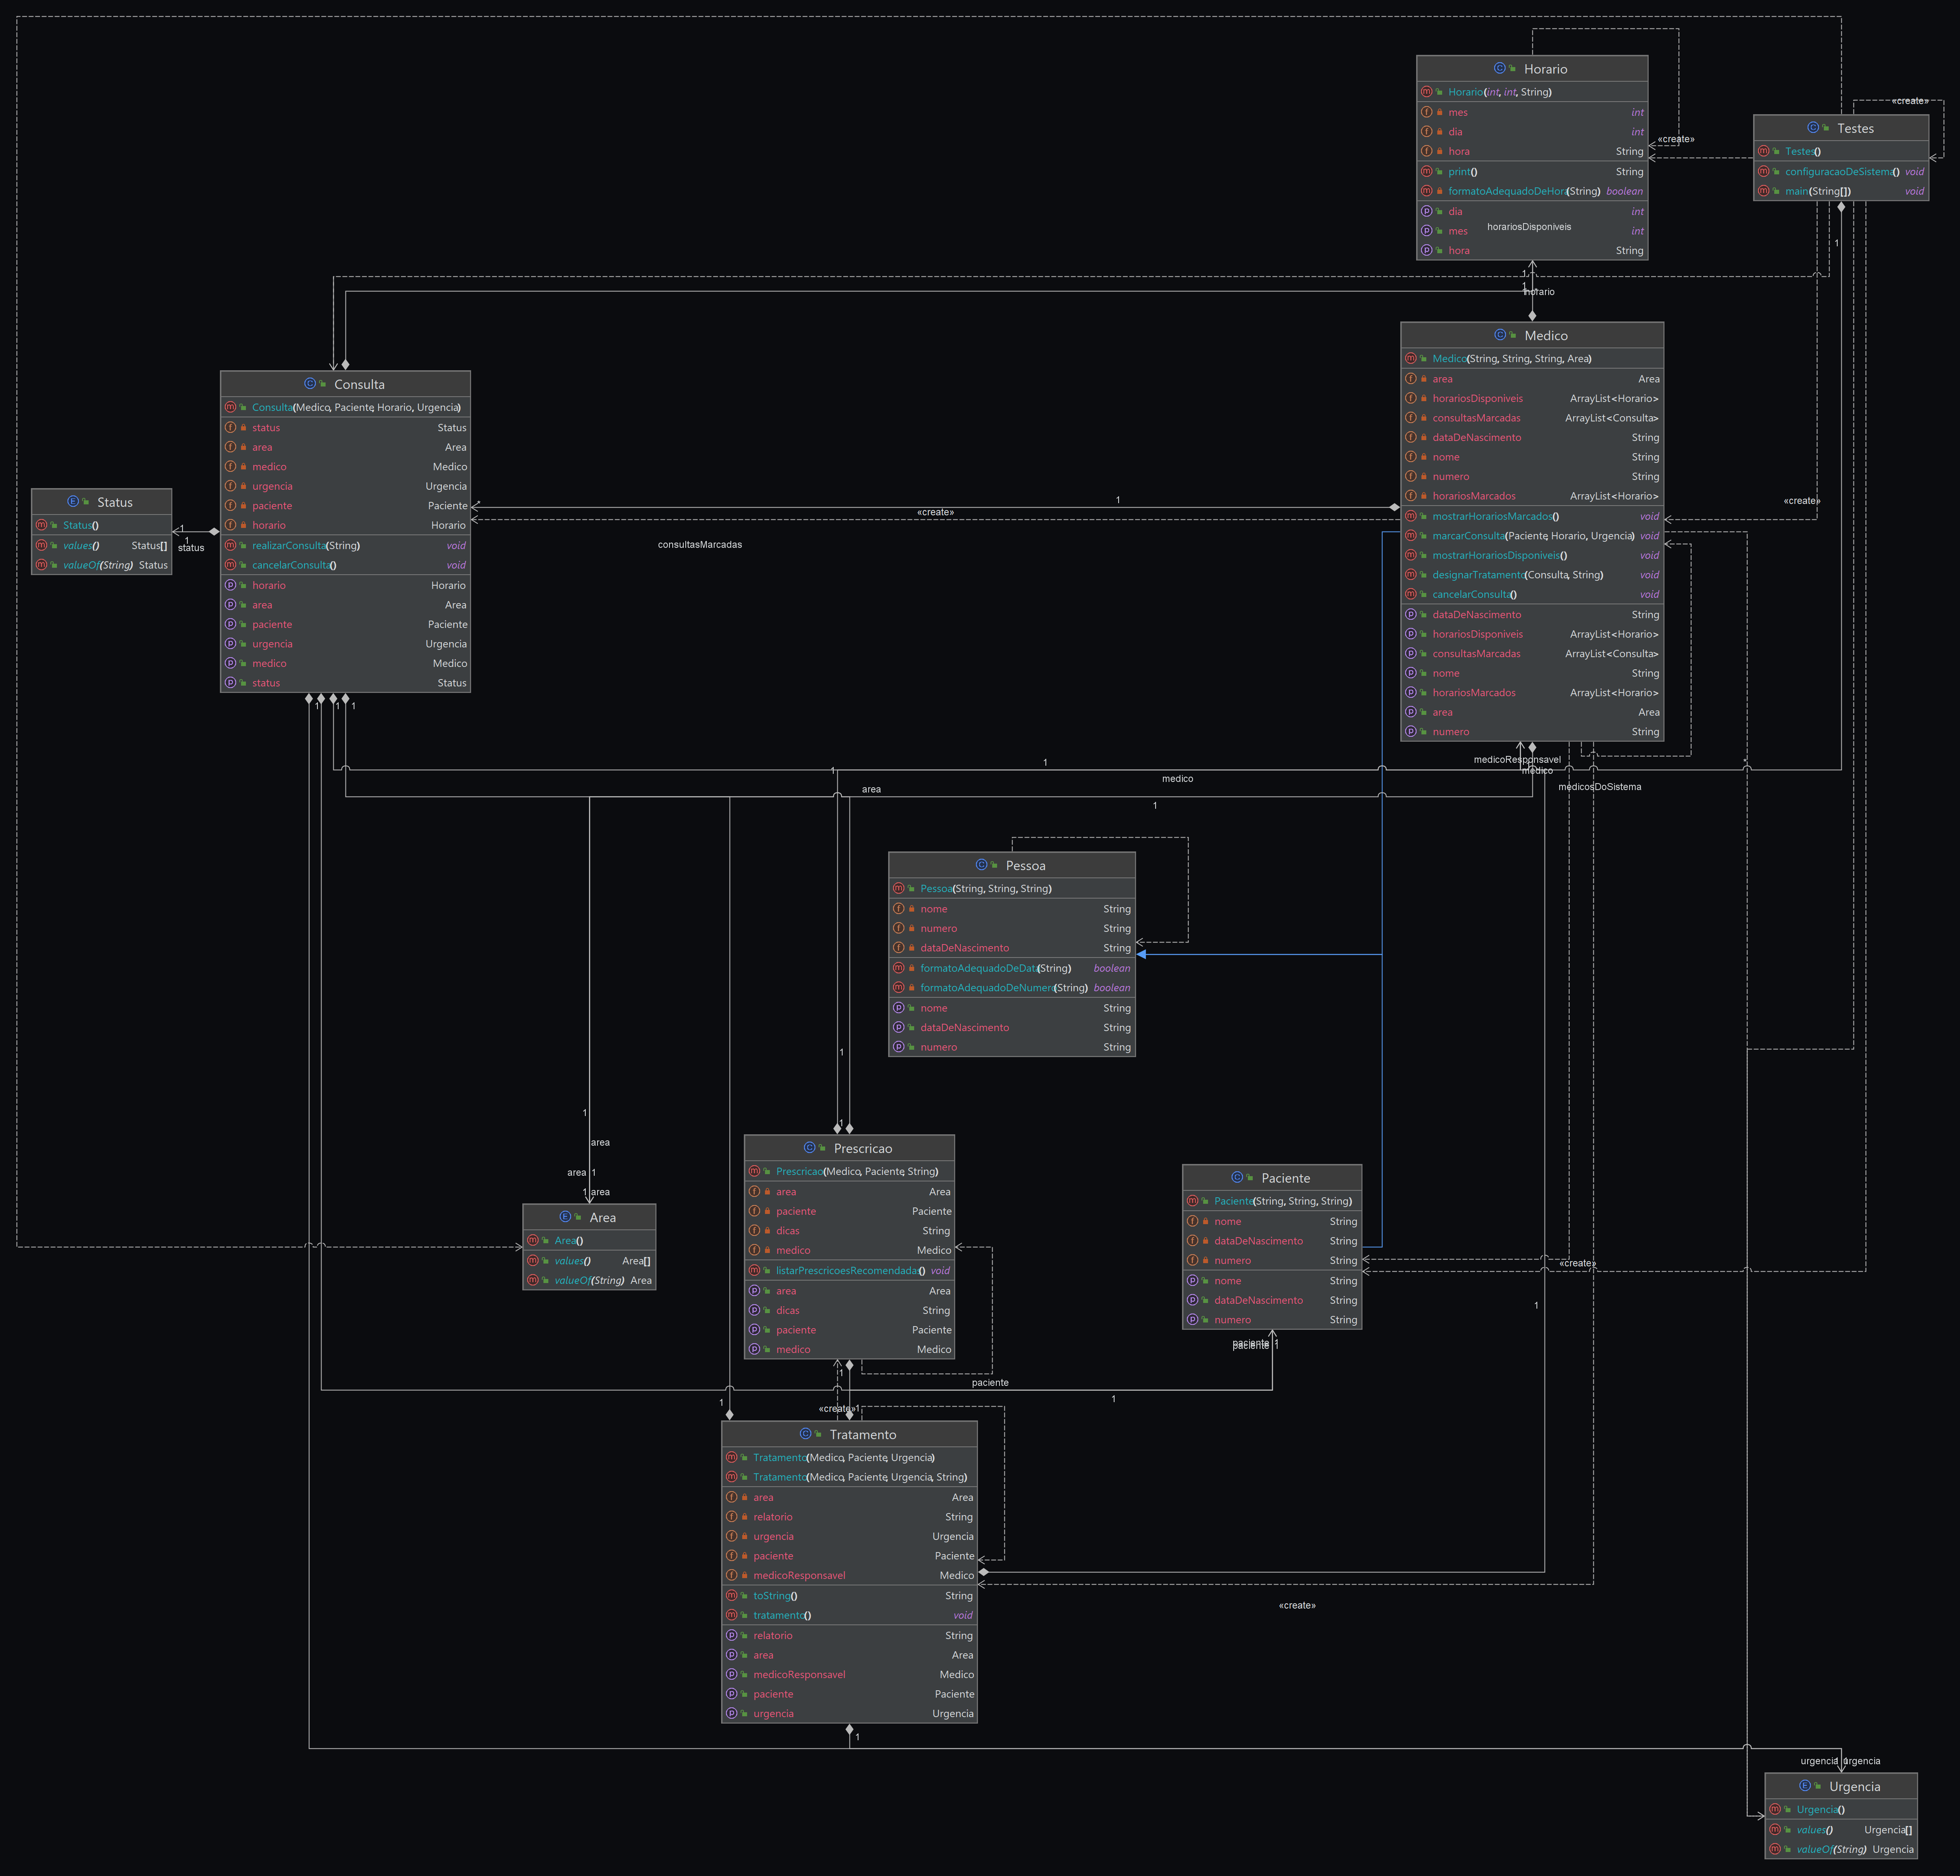 Horario
Horario(int, int, String)
mes int
dia int
hora String
print() String
formatoAdequadoDeHora(String) boolean
dia int
mes int
hora String
horariosDisponiveis
«create»
«create»
Testes
Testes()
configuracaoDeSistema() void
main(String[]) void
1
1
1
horario
Medico
Medico(String, String, String, Area)
area Area
horariosDisponiveis ArrayList<Horario>
consultasMarcadas ArrayList<Consulta>
dataDeNascimento String
nome String
numero String
horariosMarcados ArrayList<Horario>
mostrarHorariosMarcados() void
marcarConsulta(Paciente, Horario, Urgencia) void
mostrarHorariosDisponiveis() void
designarTratamento(Consulta, String) void
cancelarConsulta() void
dataDeNascimento String
horariosDisponiveis ArrayList<Horario>
consultasMarcadas ArrayList<Consulta>
nome String
horariosMarcados ArrayList<Horario>
area Area
numero String
Consulta
Consulta(Medico, Paciente, Horario, Urgencia)
status Status
area Area
medico Medico
urgencia Urgencia
paciente Paciente
horario Horario
realizarConsulta(String) void
cancelarConsulta() void
horario Horario
area Area
paciente Paciente
urgencia Urgencia
medico Medico
status Status
Status
Status()
values() Status[]
valueOf(String) Status
1
1
status
*
1
«create»
consultasMarcadas
«create»
1
1
1
1
1
medico
medicoResponsavel
medico
*
medicosDoSistema
area
1
Pessoa
Pessoa(String, String, String)
nome String
numero String
dataDeNascimento String
formatoAdequadoDeData(String) boolean
formatoAdequadoDeNumero(String) boolean
nome String
dataDeNascimento String
numero String
1
1
1
area
area 1
1 area
Area
Area()
values() Area[]
valueOf(String) Area
Prescricao
Prescricao(Medico, Paciente, String)
area Area
paciente Paciente
dicas String
medico Medico
listarPrescricoesRecomendadas() void
area Area
dicas String
paciente Paciente
medico Medico
Paciente
Paciente(String, String, String)
nome String
dataDeNascimento String
numero String
nome String
dataDeNascimento String
numero String
«create»
1
paciente 1
paciente 1
1
paciente
1
1
«create»
1
Tratamento
Tratamento(Medico, Paciente, Urgencia)
Tratamento(Medico, Paciente, Urgencia, String)
area Area
relatorio String
urgencia Urgencia
paciente Paciente
medicoResponsavel Medico
toString() String
tratamento() void
relatorio String
area Area
medicoResponsavel Medico
paciente Paciente
urgencia Urgencia
«create»
1
urgencia 1
urgencia
Urgencia
Urgencia()
values() Urgencia[]
valueOf(String) Urgencia